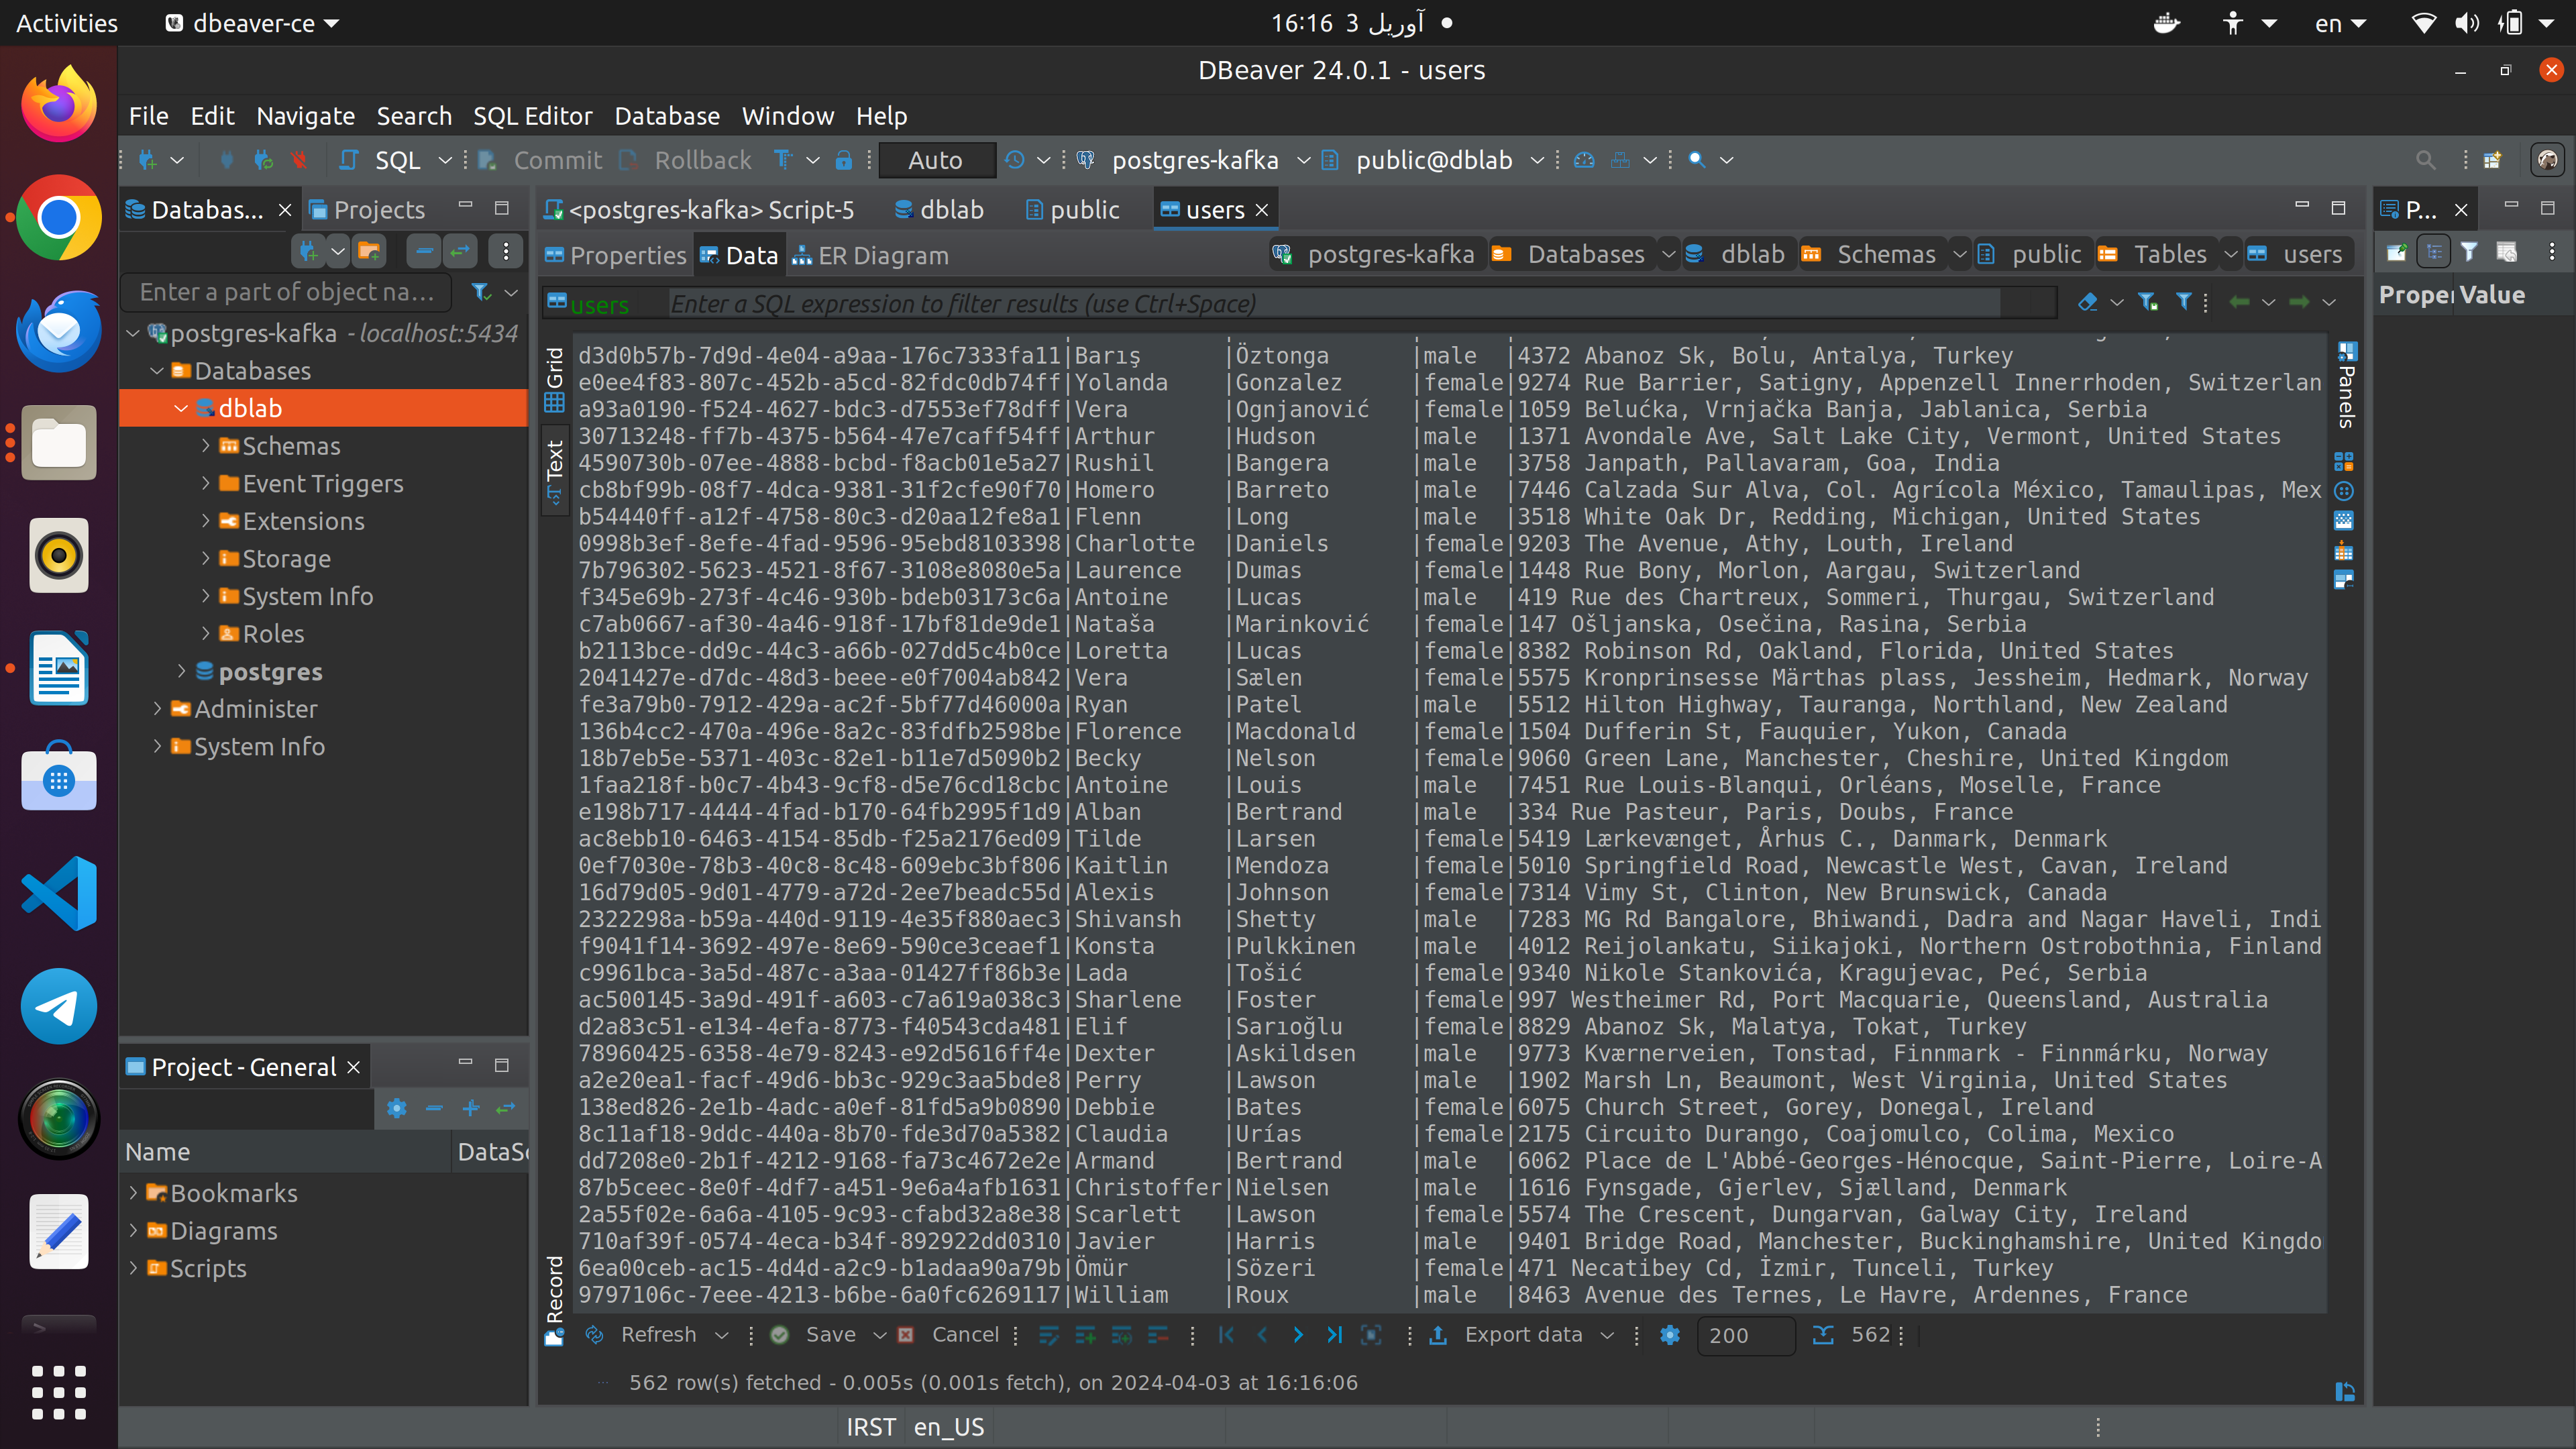 Activities dbeaver-ce 16:16 3 آوریل en
DBeaver 24.0.1 - users
File Edit Navigate Search SQL Editor Database Window Help
SQL Commit Rollback Auto postgres-kafka public@dblab
Databas... Projects
<postgres-kafka> Script-5 dblab public users
P...
Properties Data ER Diagram postgres-kafka Databases dblab Schemas public Tables users
Enter a part of object na...
users Enter a SQL expression to filter results (use Ctrl+Space)
Proper Value
postgres-kafka - localhost:5434
Databases
dblab
Schemas
Event Triggers
Extensions
Storage
System Info
Roles
postgres
Administer
System Info
Project - General
Name DataSo
Bookmarks
Diagrams
Scripts
Grid
Text
Record
Panels
d3d0b57b-7d9d-4e04-a9aa-176c7333fa11|Barış |Öztonga |male |4372 Abanoz Sk, Bolu, Antalya, Turkey
e0ee4f83-807c-452b-a5cd-82fdc0db74ff|Yolanda |Gonzalez |female|9274 Rue Barrier, Satigny, Appenzell Innerrhoden, Switzerlan
a93a0190-f524-4627-bdc3-d7553ef78dff|Vera |Ognjanović |female|1059 Belućka, Vrnjačka Banja, Jablanica, Serbia
30713248-ff7b-4375-b564-47e7caff54ff|Arthur |Hudson |male |1371 Avondale Ave, Salt Lake City, Vermont, United States
4590730b-07ee-4888-bcbd-f8acb01e5a27|Rushil |Bangera |male |3758 Janpath, Pallavaram, Goa, India
cb8bf99b-08f7-4dca-9381-31f2cfe90f70|Homero |Barreto |male |7446 Calzada Sur Alva, Col. Agrícola México, Tamaulipas, Mex
b54440ff-a12f-4758-80c3-d20aa12fe8a1|Flenn |Long |male |3518 White Oak Dr, Redding, Michigan, United States
0998b3ef-8efe-4fad-9596-95ebd8103398|Charlotte |Daniels |female|9203 The Avenue, Athy, Louth, Ireland
7b796302-5623-4521-8f67-3108e8080e5a|Laurence |Dumas |female|1448 Rue Bony, Morlon, Aargau, Switzerland
f345e69b-273f-4c46-930b-bdeb03173c6a|Antoine |Lucas |male |419 Rue des Chartreux, Sommeri, Thurgau, Switzerland
c7ab0667-af30-4a46-918f-17bf81de9de1|Nataša |Marinković |female|147 Ošljanska, Osečina, Rasina, Serbia
b2113bce-dd9c-44c3-a66b-027dd5c4b0ce|Loretta |Lucas |female|8382 Robinson Rd, Oakland, Florida, United States
2041427e-d7dc-48d3-beee-e0f7004ab842|Vera |Sælen |female|5575 Kronprinsesse Märthas plass, Jessheim, Hedmark, Norway
fe3a79b0-7912-429a-ac2f-5bf77d46000a|Ryan |Patel |male |5512 Hilton Highway, Tauranga, Northland, New Zealand
136b4cc2-470a-496e-8a2c-83fdfb2598be|Florence |Macdonald |female|1504 Dufferin St, Fauquier, Yukon, Canada
18b7eb5e-5371-403c-82e1-b11e7d5090b2|Becky |Nelson |female|9060 Green Lane, Manchester, Cheshire, United Kingdom
1faa218f-b0c7-4b43-9cf8-d5e76cd18cbc|Antoine |Louis |male |7451 Rue Louis-Blanqui, Orléans, Moselle, France
e198b717-4444-4fad-b170-64fb2995f1d9|Alban |Bertrand |male |334 Rue Pasteur, Paris, Doubs, France
ac8ebb10-6463-4154-85db-f25a2176ed09|Tilde |Larsen |female|5419 Lærkevænget, Århus C., Danmark, Denmark
0ef7030e-78b3-40c8-8c48-609ebc3bf806|Kaitlin |Mendoza |female|5010 Springfield Road, Newcastle West, Cavan, Ireland
16d79d05-9d01-4779-a72d-2ee7beadc55d|Alexis |Johnson |female|7314 Vimy St, Clinton, New Brunswick, Canada
2322298a-b59a-440d-9119-4e35f880aec3|Shivansh |Shetty |male |7283 MG Rd Bangalore, Bhiwandi, Dadra and Nagar Haveli, Indi
f9041f14-3692-497e-8e69-590ce3ceaef1|Konsta |Pulkkinen |male |4012 Reijolankatu, Siikajoki, Northern Ostrobothnia, Finland
c9961bca-3a5d-487c-a3aa-01427ff86b3e|Lada |Tošić |female|9340 Nikole Stankovića, Kragujevac, Peć, Serbia
ac500145-3a9d-491f-a603-c7a619a038c3|Sharlene |Foster |female|997 Westheimer Rd, Port Macquarie, Queensland, Australia
d2a83c51-e134-4efa-8773-f40543cda481|Elif |Sarıoğlu |female|8829 Abanoz Sk, Malatya, Tokat, Turkey
78960425-6358-4e79-8243-e92d5616ff4e|Dexter |Askildsen |male |9773 Kværnerveien, Tonstad, Finnmark - Finnmárku, Norway
a2e20ea1-facf-49d6-bb3c-929c3aa5bde8|Perry |Lawson |male |1902 Marsh Ln, Beaumont, West Virginia, United States
138ed826-2e1b-4adc-a0ef-81fd5a9b0890|Debbie |Bates |female|6075 Church Street, Gorey, Donegal, Ireland
8c11af18-9ddc-440a-8b70-fde3d70a5382|Claudia |Urías |female|2175 Circuito Durango, Coajomulco, Colima, Mexico
dd7208e0-2b1f-4212-9168-fa73c4672e2e|Armand |Bertrand |male |6062 Place de L'Abbé-Georges-Hénocque, Saint-Pierre, Loire-A
87b5ceec-8e0f-4df7-a451-9e6a4afb1631|Christoffer|Nielsen |male |1616 Fynsgade, Gjerlev, Sjælland, Denmark
2a55f02e-6a6a-4105-9c93-cfabd32a8e38|Scarlett |Lawson |female|5574 The Crescent, Dungarvan, Galway City, Ireland
710af39f-0574-4eca-b34f-892922dd0310|Javier |Harris |male |9401 Bridge Road, Manchester, Buckinghamshire, United Kingdo
6ea00ceb-ac15-4d4d-a2c9-b1adaa90a79b|Ömür |Sözeri |female|471 Necatibey Cd, İzmir, Tunceli, Turkey
9797106c-7eee-4213-b6be-6a0fc6269117|William |Roux |male |8463 Avenue des Ternes, Le Havre, Ardennes, France
Refresh Save Cancel Export data 200 562
562 row(s) fetched - 0.005s (0.001s fetch), on 2024-04-03 at 16:16:06
IRST en_US